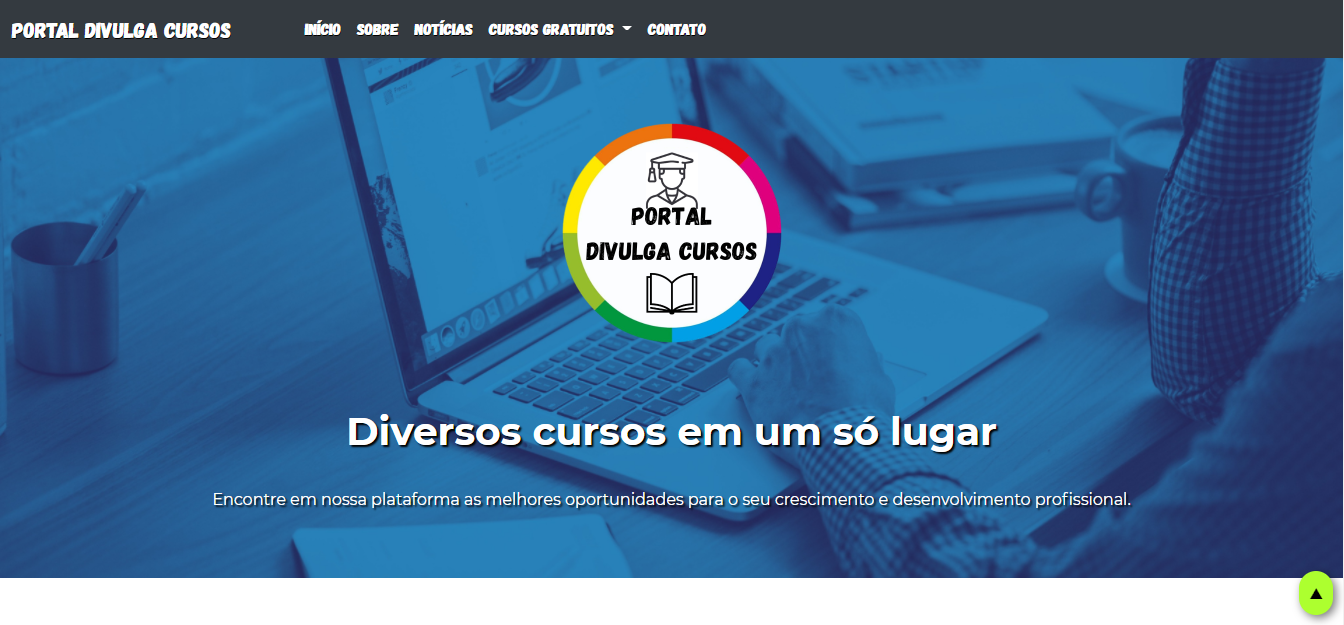 PORTAL DIVULGA CURSOS
INÍCIO SOBRE NOTÍCIAS CURSOS GRATUITOS CONTATO
PORTAL
DIVULGA CURSOS
Diversos cursos em um só lugar
Encontre em nossa plataforma as melhores oportunidades para o seu crescimento e desenvolvimento profissional.